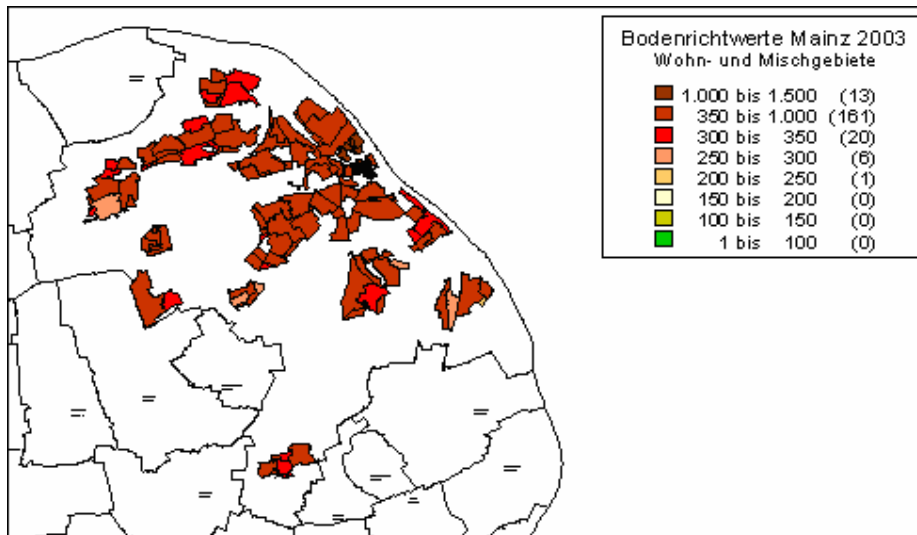 Bodenrichtwerte Mainz 2003
Wohn- und Mischgebiete
1.000 bis 1.500 (13)
350 bis 1.000 (161)
300 bis 350 (20)
250 bis 300 (6)
200 bis 250 (1)
150 bis 200 (0)
100 bis 150 (0)
1 bis 100 (0)